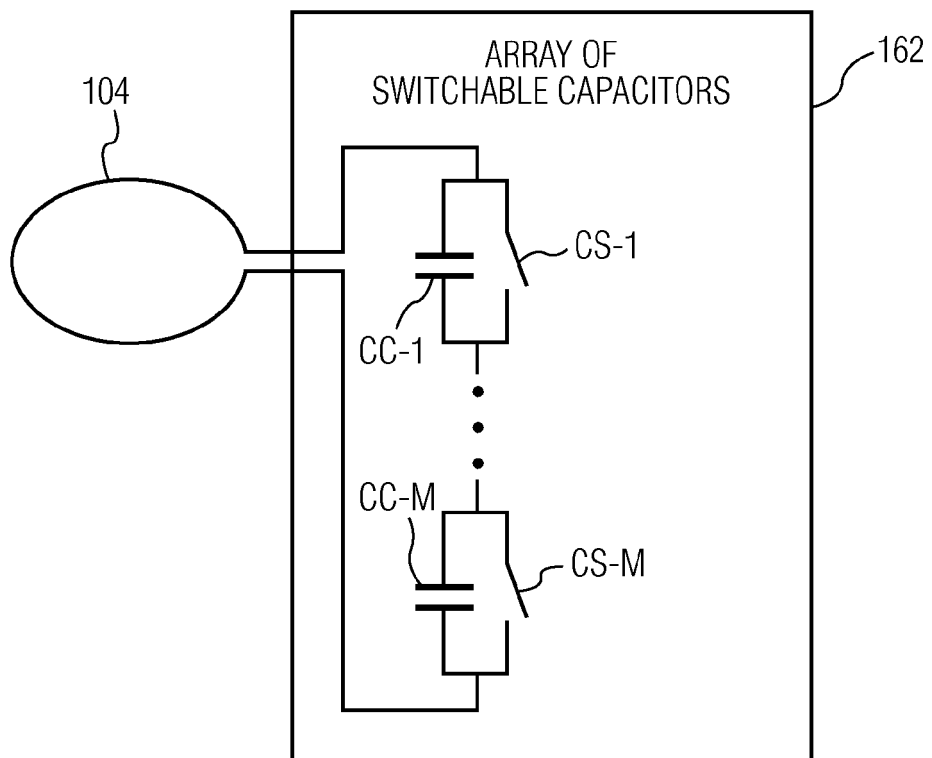 ARRAY OF
SWITCHABLE CAPACITORS
162
104
CS-1
CC-1
CC-M
CS-M